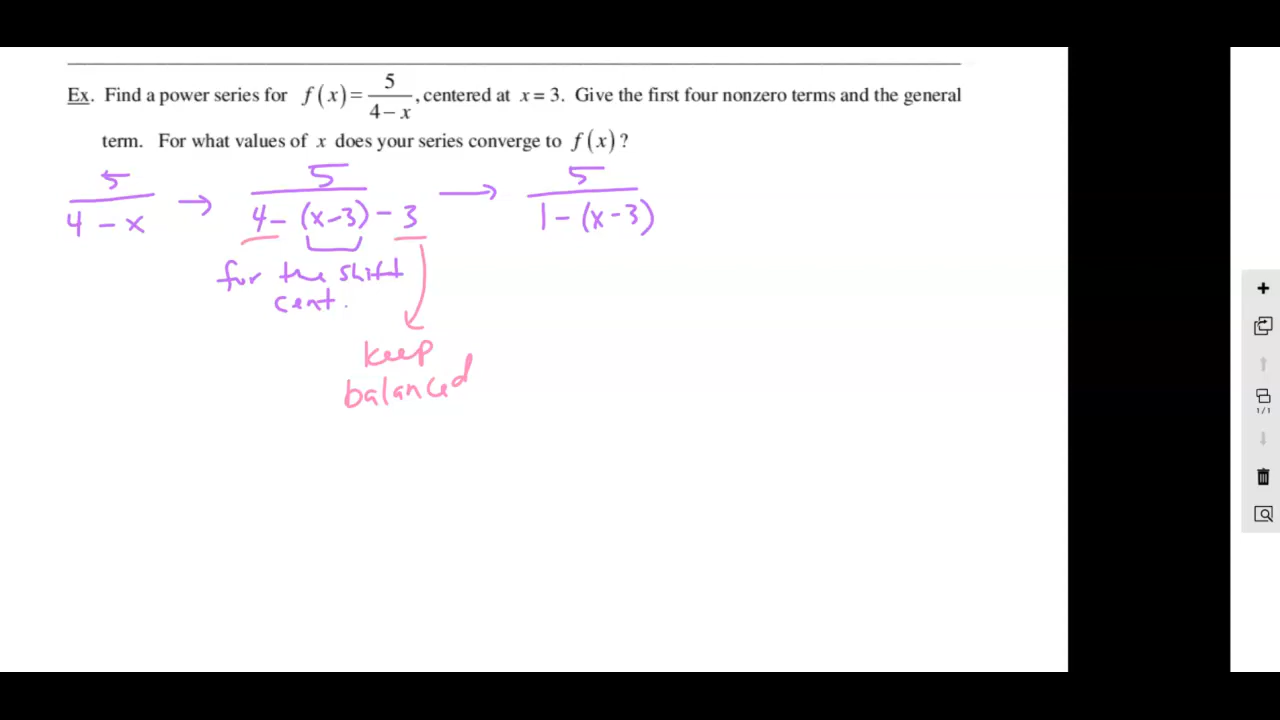 Ex. Find a power series for f(x) = 5/(4 − x), centered at x = 3. Give the first four nonzero terms and the general
term. For what values of x does your series converge to f(x)?
5/(4 − x) → 5/(4 − (x − 3) − 3) → 5/(1 − (x − 3))
for the shift
cent.
keep
balanced
1/1